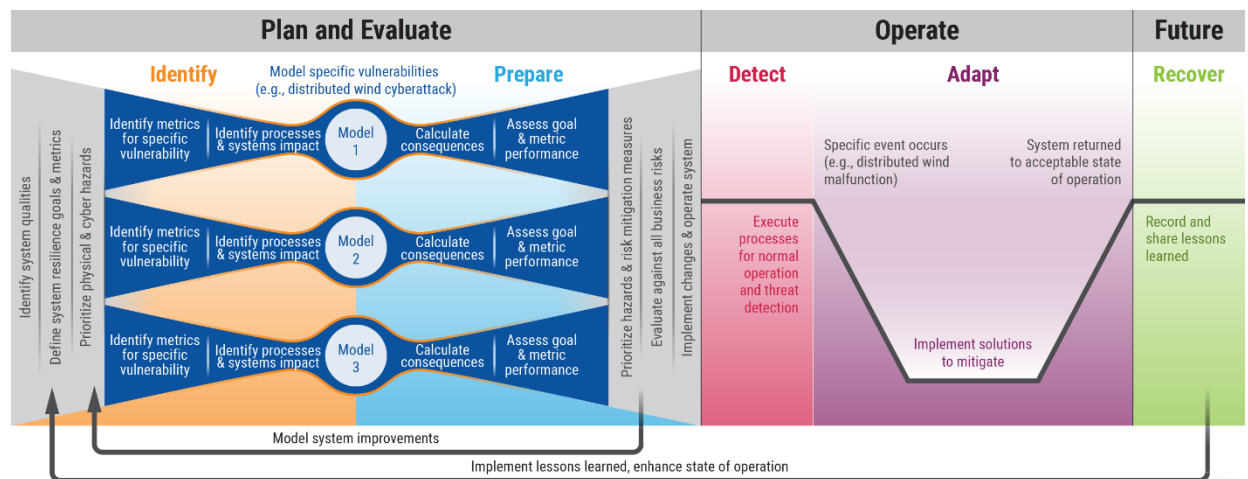 Plan and Evaluate
Operate
Future
Identify
Model specific vulnerabilities
(e.g., distributed wind cyberattack)
Prepare
Detect
Adapt
Recover
Identify system qualities
Define system resilience goals & metrics
Prioritize physical & cyber hazards
Identify metrics
for specific
vulnerability
Identify processes
& systems impact
Model
1
Calculate
consequences
Assess goal
& metric
performance
Identify metrics
for specific
vulnerability
Identify processes
& systems impact
Model
2
Calculate
consequences
Assess goal
& metric
performance
Identify metrics
for specific
vulnerability
Identify processes
& systems impact
Model
3
Calculate
consequences
Assess goal
& metric
performance
Prioritize hazards & risk mitigation measures
Evaluate against all business risks
Implement changes & operate system
Execute
processes
for normal
operation
and threat
detection
Specific event occurs
(e.g., distributed wind
malfunction)
System returned
to acceptable state
of operation
Implement solutions
to mitigate
Record and
share lessons
learned
Model system improvements
Implement lessons learned, enhance state of operation